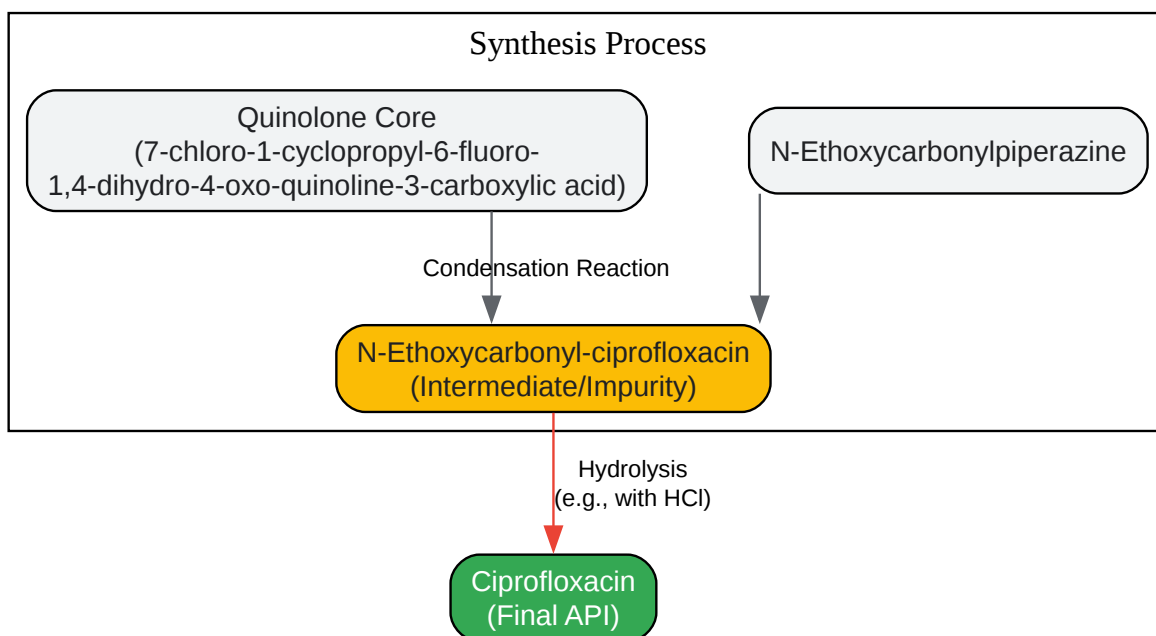 Synthesis Process
Quinolone Core
(7-chloro-1-cyclopropyl-6-fluoro-
1,4-dihydro-4-oxo-quinoline-3-carboxylic acid)
N-Ethoxycarbonylpiperazine
Condensation Reaction
N-Ethoxycarbonyl-ciprofloxacin
(Intermediate/Impurity)
Hydrolysis
(e.g., with HCl)
Ciprofloxacin
(Final API)